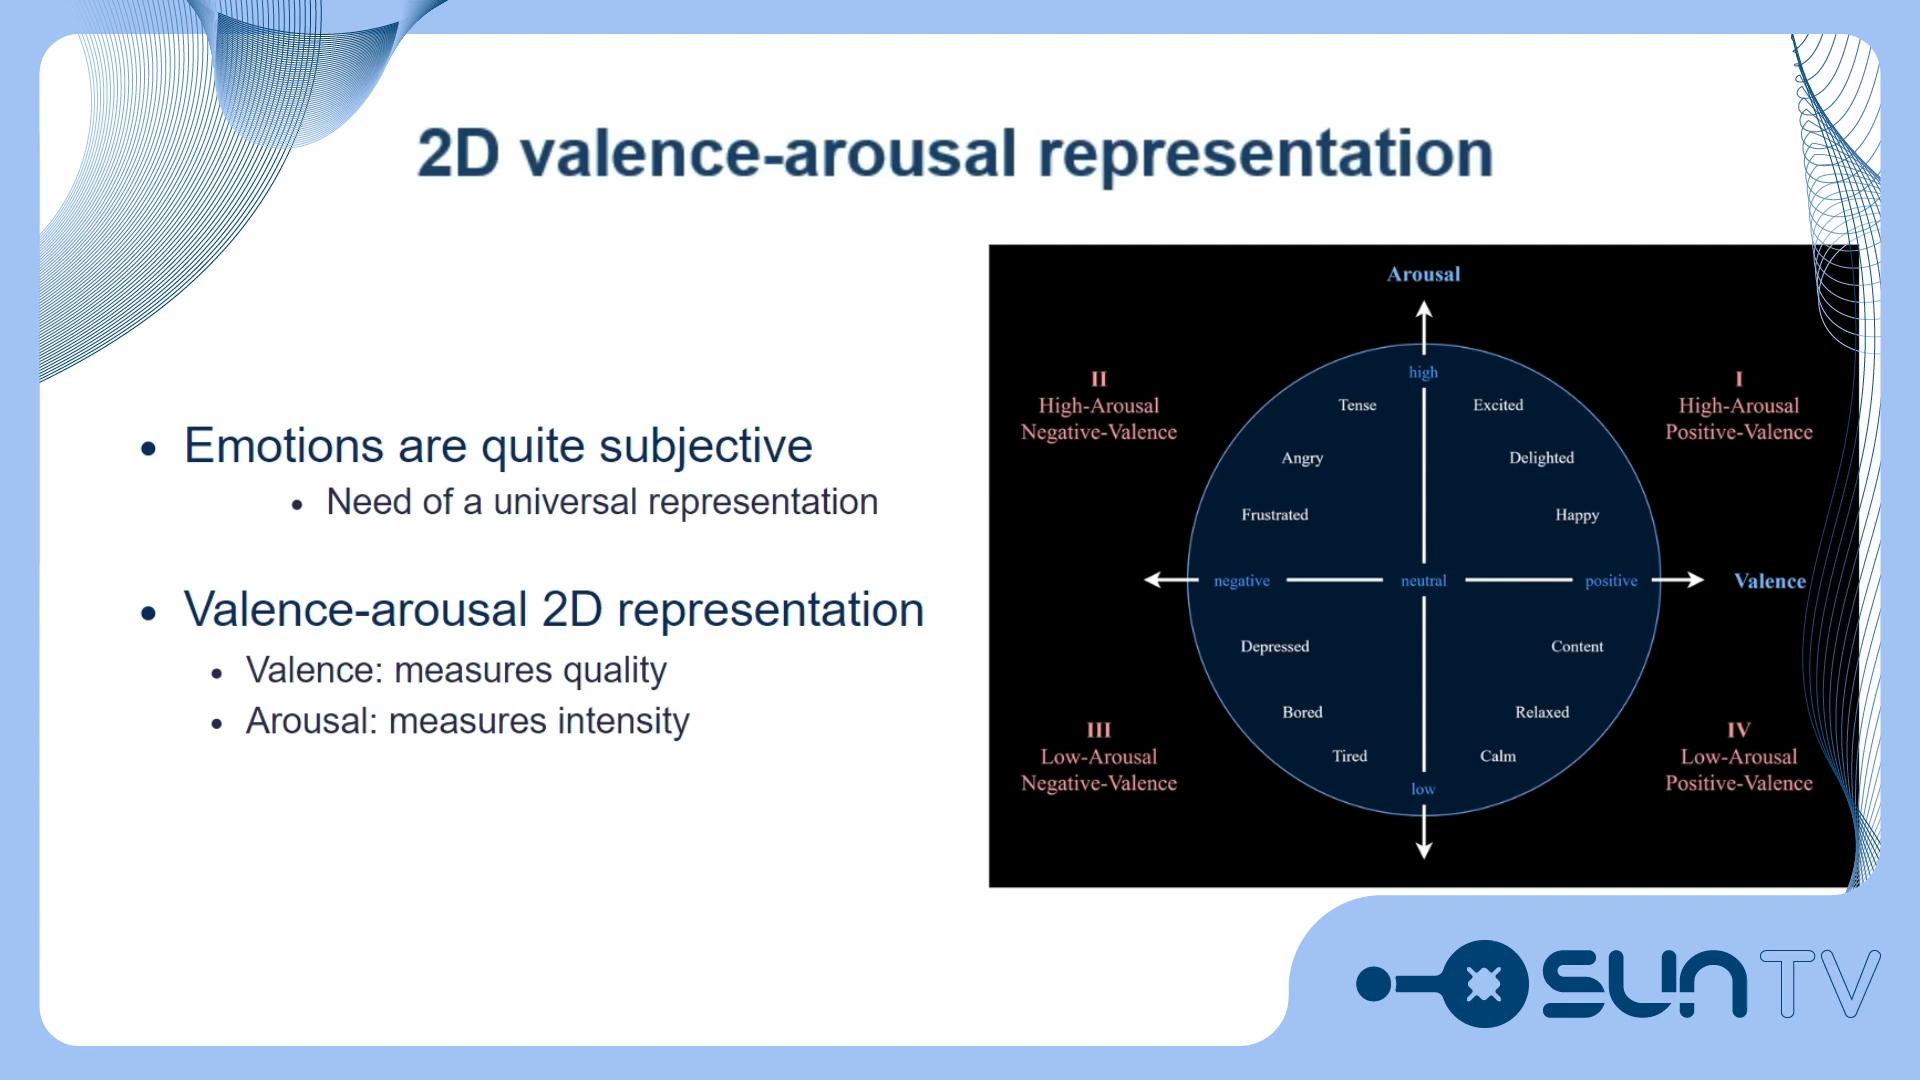 2D valence-arousal representation
• Emotions are quite subjective
• Need of a universal representation
• Valence-arousal 2D representation
• Valence: measures quality
• Arousal: measures intensity
Arousal
II
High-Arousal
Negative-Valence
I
High-Arousal
Positive-Valence
high
Tense
Excited
Angry
Delighted
Frustrated
Happy
negative
neutral
positive
Valence
Depressed
Content
Bored
Relaxed
Tired
Calm
low
III
Low-Arousal
Negative-Valence
IV
Low-Arousal
Positive-Valence
sun TV